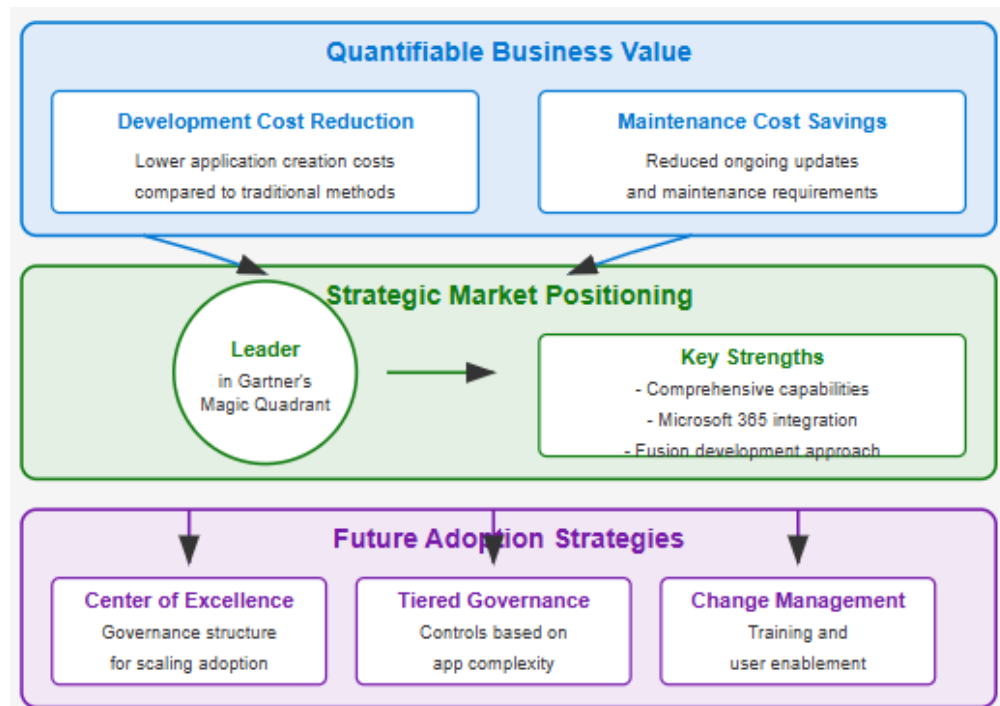 Quantifiable Business Value
Development Cost Reduction
Lower application creation costs
compared to traditional methods
Maintenance Cost Savings
Reduced ongoing updates
and maintenance requirements
Strategic Market Positioning
Leader
in Gartner's
Magic Quadrant
Key Strengths
- Comprehensive capabilities
- Microsoft 365 integration
- Fusion development approach
Future Adoption Strategies
Center of Excellence
Governance structure
for scaling adoption
Tiered Governance
Controls based on
app complexity
Change Management
Training and
user enablement